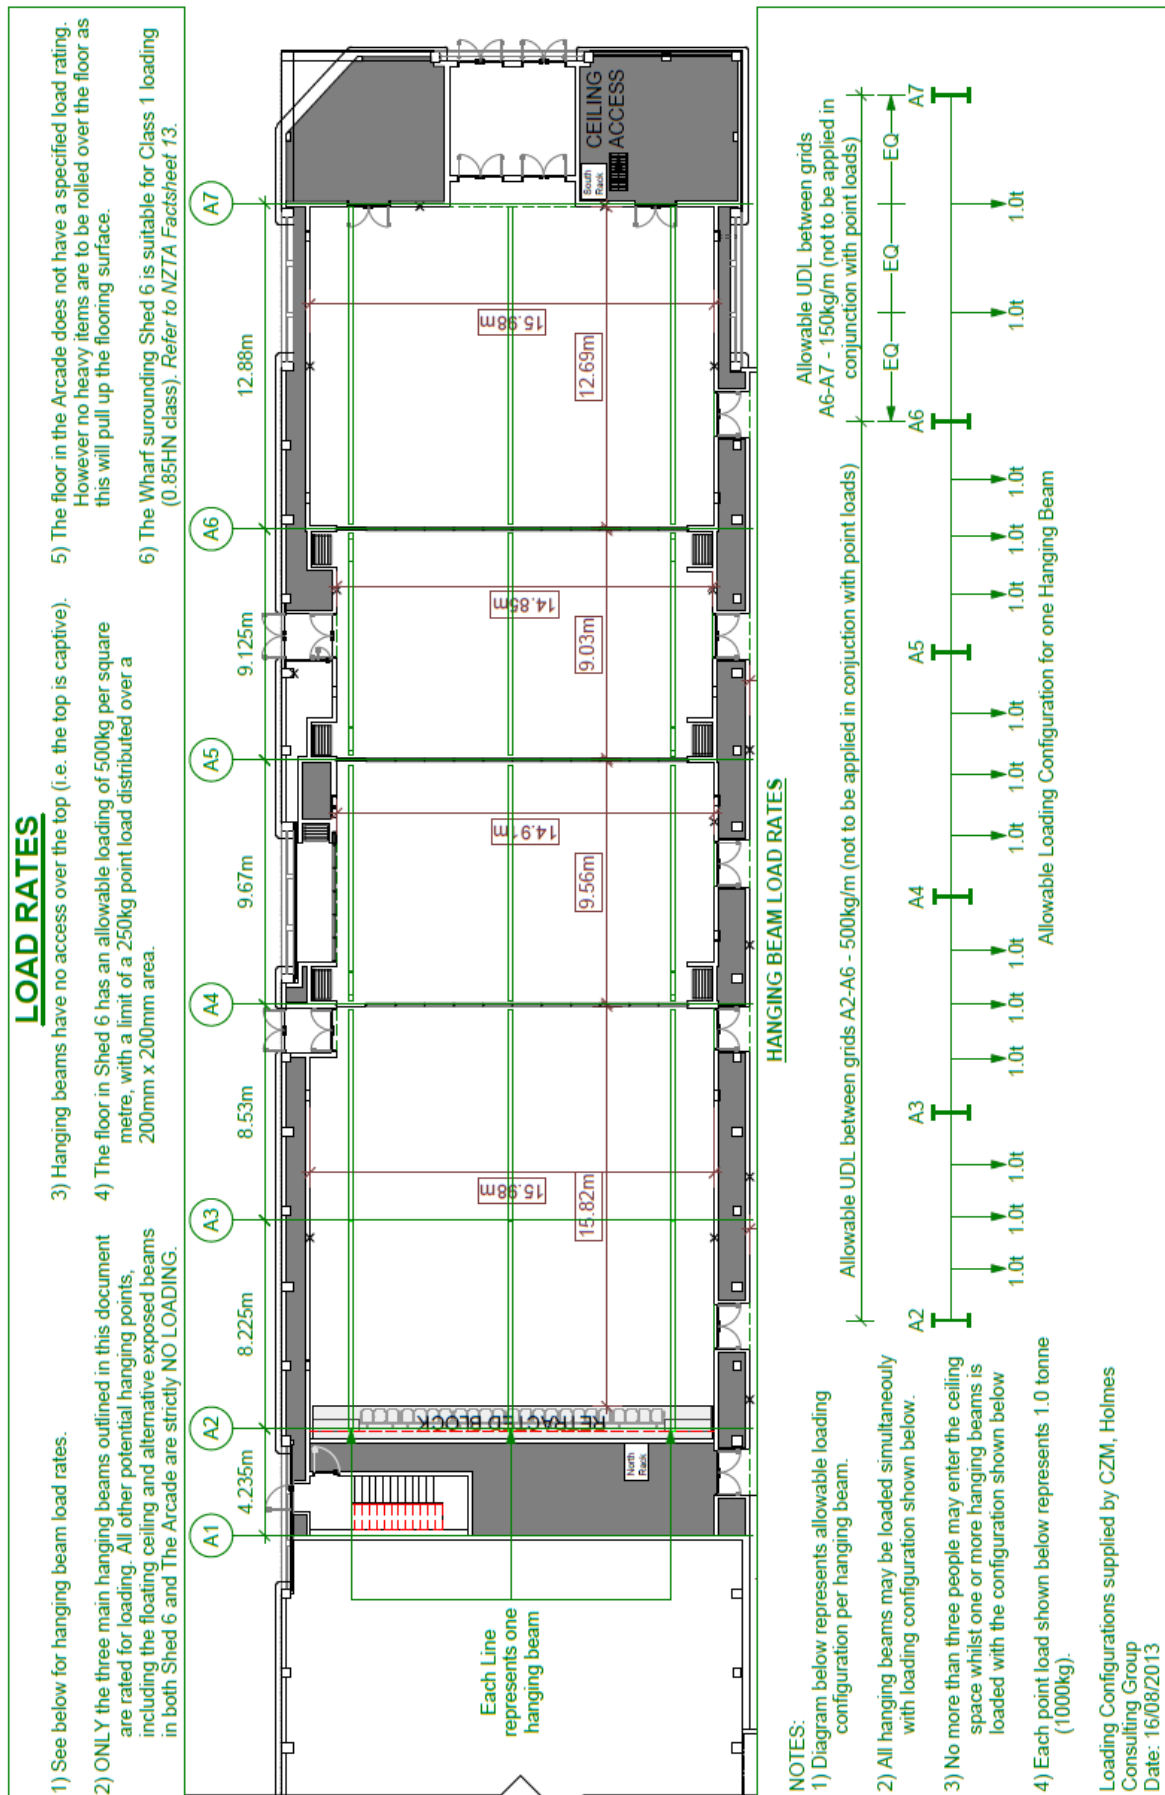 LOAD RATES
1) See below for hanging beam load rates.
2) ONLY the three main hanging beams outlined in this document
are rated for loading. All other potential hanging points,
including the floating ceiling and alternative exposed beams
in both Shed 6 and The Arcade are strictly NO LOADING.
3) Hanging beams have no access over the top (i.e. the top is captive).
4) The floor in Shed 6 has an allowable loading of 500kg per square
metre, with a limit of a 250kg point load distributed over a
200mm x 200mm area.
5) The floor in the Arcade does not have a specified load rating.
However no heavy items are to be rolled over the floor as
this will pull up the flooring surface.
6) The Wharf surounding Shed 6 is suitable for Class 1 loading
(0.85HN class). Refer to NZTA Factsheet 13.
A1
A2
A3
A4
A5
A6
A7
4.235m
8.225m
8.53m
9.67m
9.125m
12.88m
15.98m
14.91m
14.85m
15.98m
15.82m
9.56m
9.03m
12.69m
RETRACTED BLOCK
North
Rack
South
Rack
CEILING
ACCESS
Each Line
represents one
hanging beam
HANGING BEAM LOAD RATES
NOTES:
1) Diagram below represents allowable loading
configuration per hanging beam.
2) All hanging beams may be loaded simultaneouly
with loading configuration shown below.
3) No more than three people may enter the ceiling
space whilst one or more hanging beams is
loaded with the configuration shown below
4) Each point load shown below represents 1.0 tonne
(1000kg).
Loading Configurations supplied by CZM, Holmes
Consulting Group
Date: 16/08/2013
Allowable UDL between grids A2-A6 - 500kg/m (not to be applied in conjuction with point loads)
Allowable UDL between grids
A6-A7 - 150kg/m (not to be applied in
conjunction with point loads)
EQ
EQ
EQ
A2
A3
A4
A5
A6
A7
1.0t
1.0t
1.0t
1.0t
1.0t
1.0t
1.0t
1.0t
1.0t
1.0t
1.0t
1.0t
1.0t
1.0t
Allowable Loading Configuration for one Hanging Beam